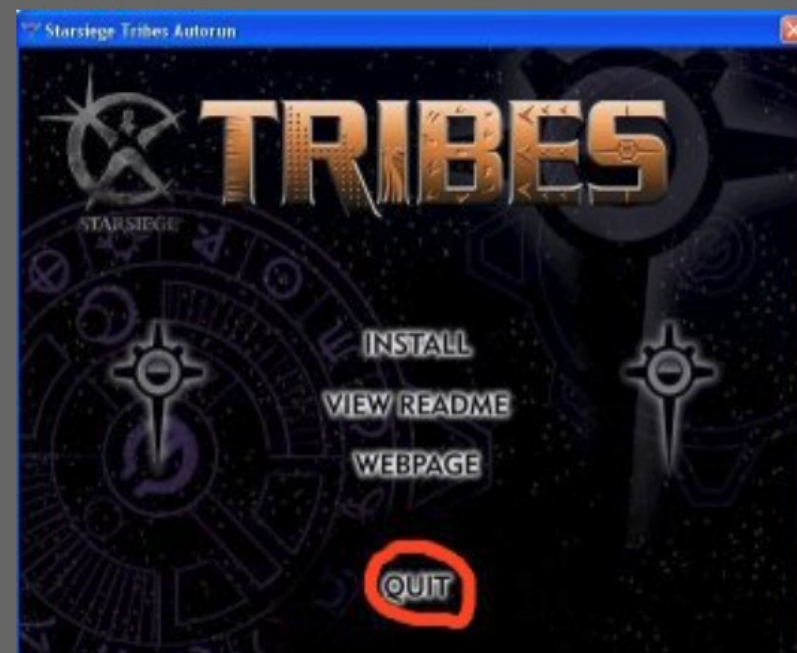 Starsiege Tribes Autorun
TRIBES
STARSIEGE
INSTALL
VIEW README
WEBPAGE
QUIT